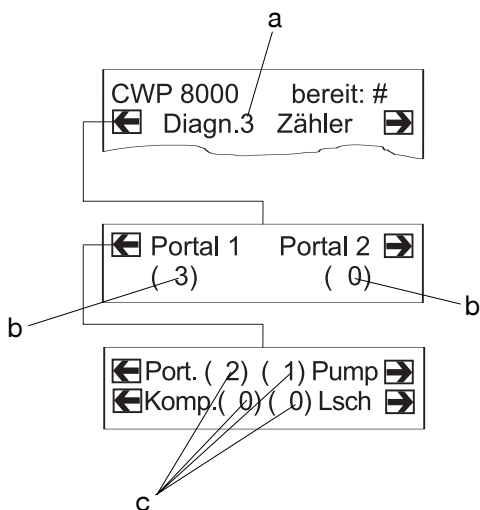 a
CWP 8000 bereit: #
Diagn.3 Zähler
Portal 1 Portal 2
( 3) ( 0)
b b
Port. ( 2) ( 1) Pump
Komp.( 0) ( 0) Lsch
c